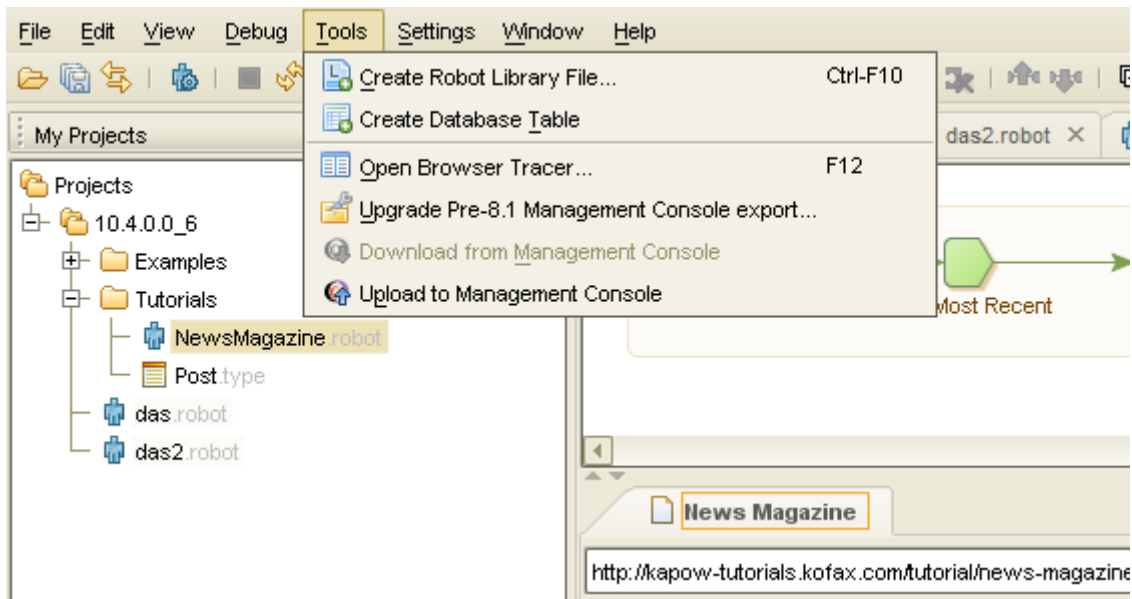 File Edit View Debug Tools Settings Window Help
Create Robot Library File... Ctrl-F10
Create Database Table
My Projects
das2.robot
Open Browser Tracer... F12
Projects
Upgrade Pre-8.1 Management Console export...
10.4.0.0_6
Download from Management Console
Examples
Upload to Management Console
Tutorials
Most Recent
NewsMagazine.robot
Post.type
das.robot
das2.robot
News Magazine
http://kapow-tutorials.kofax.com/tutorial/news-magazine